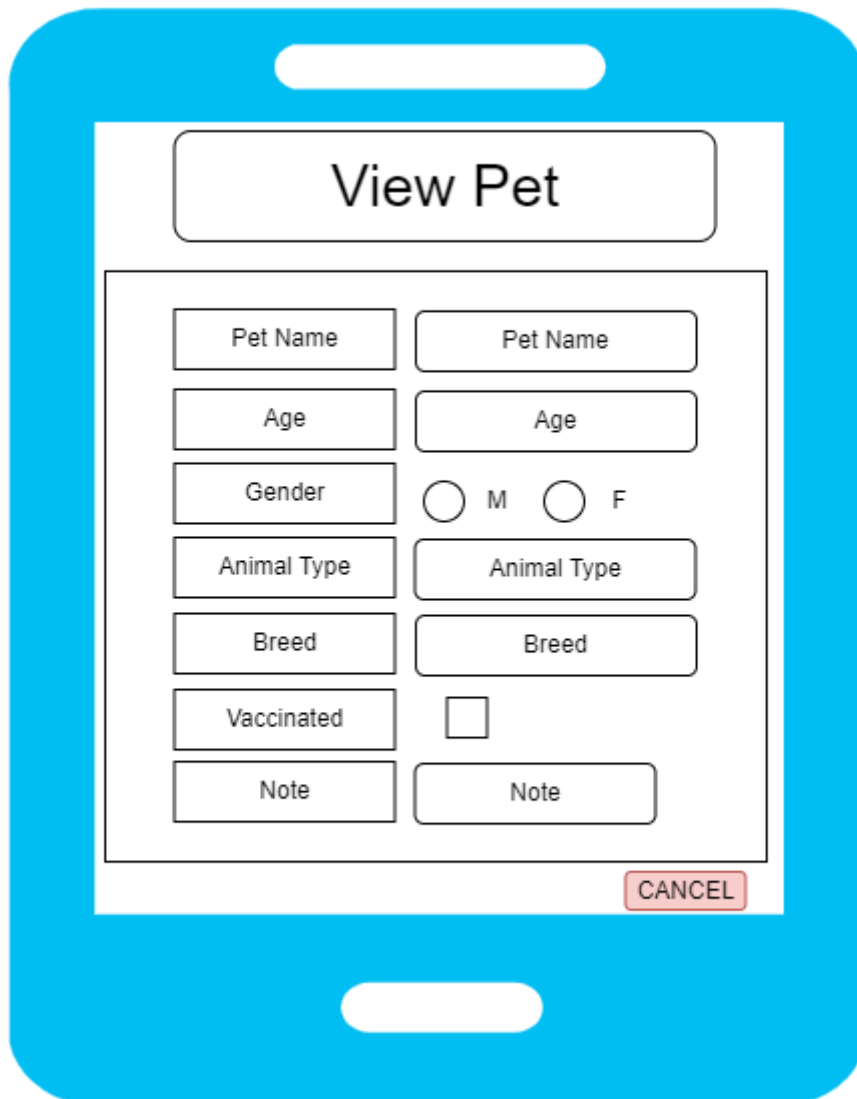 View Pet
Pet Name Pet Name
Age Age
Gender M F
Animal Type Animal Type
Breed Breed
Vaccinated
Note Note
CANCEL